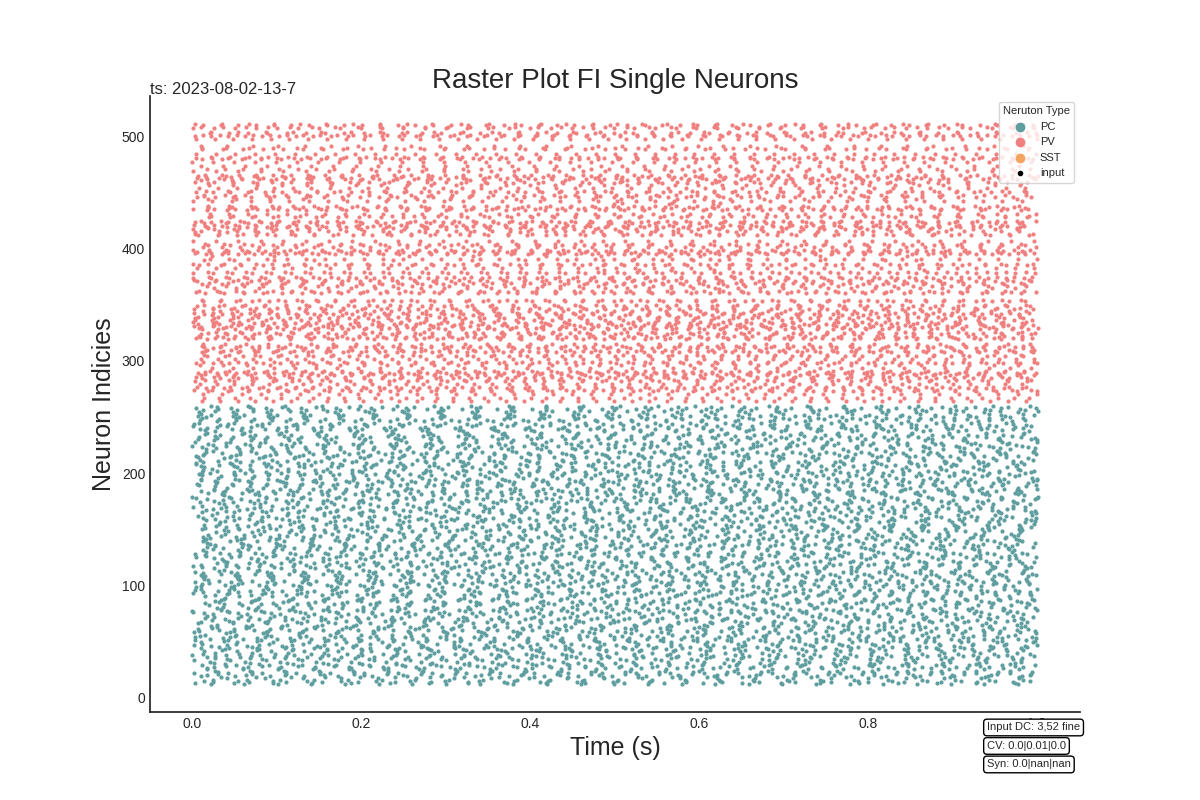 Raster Plot FI Single Neurons
ts: 2023-08-02-13-7
Neruton Type
PC
PV
SST
input
500
400
300
200
100
0
Neuron Indicies
0.0 0.2 0.4 0.6 0.8
Time (s)
Input DC: 3,52 fine
CV: 0.0|0.01|0.0
Syn: 0.0|nan|nan